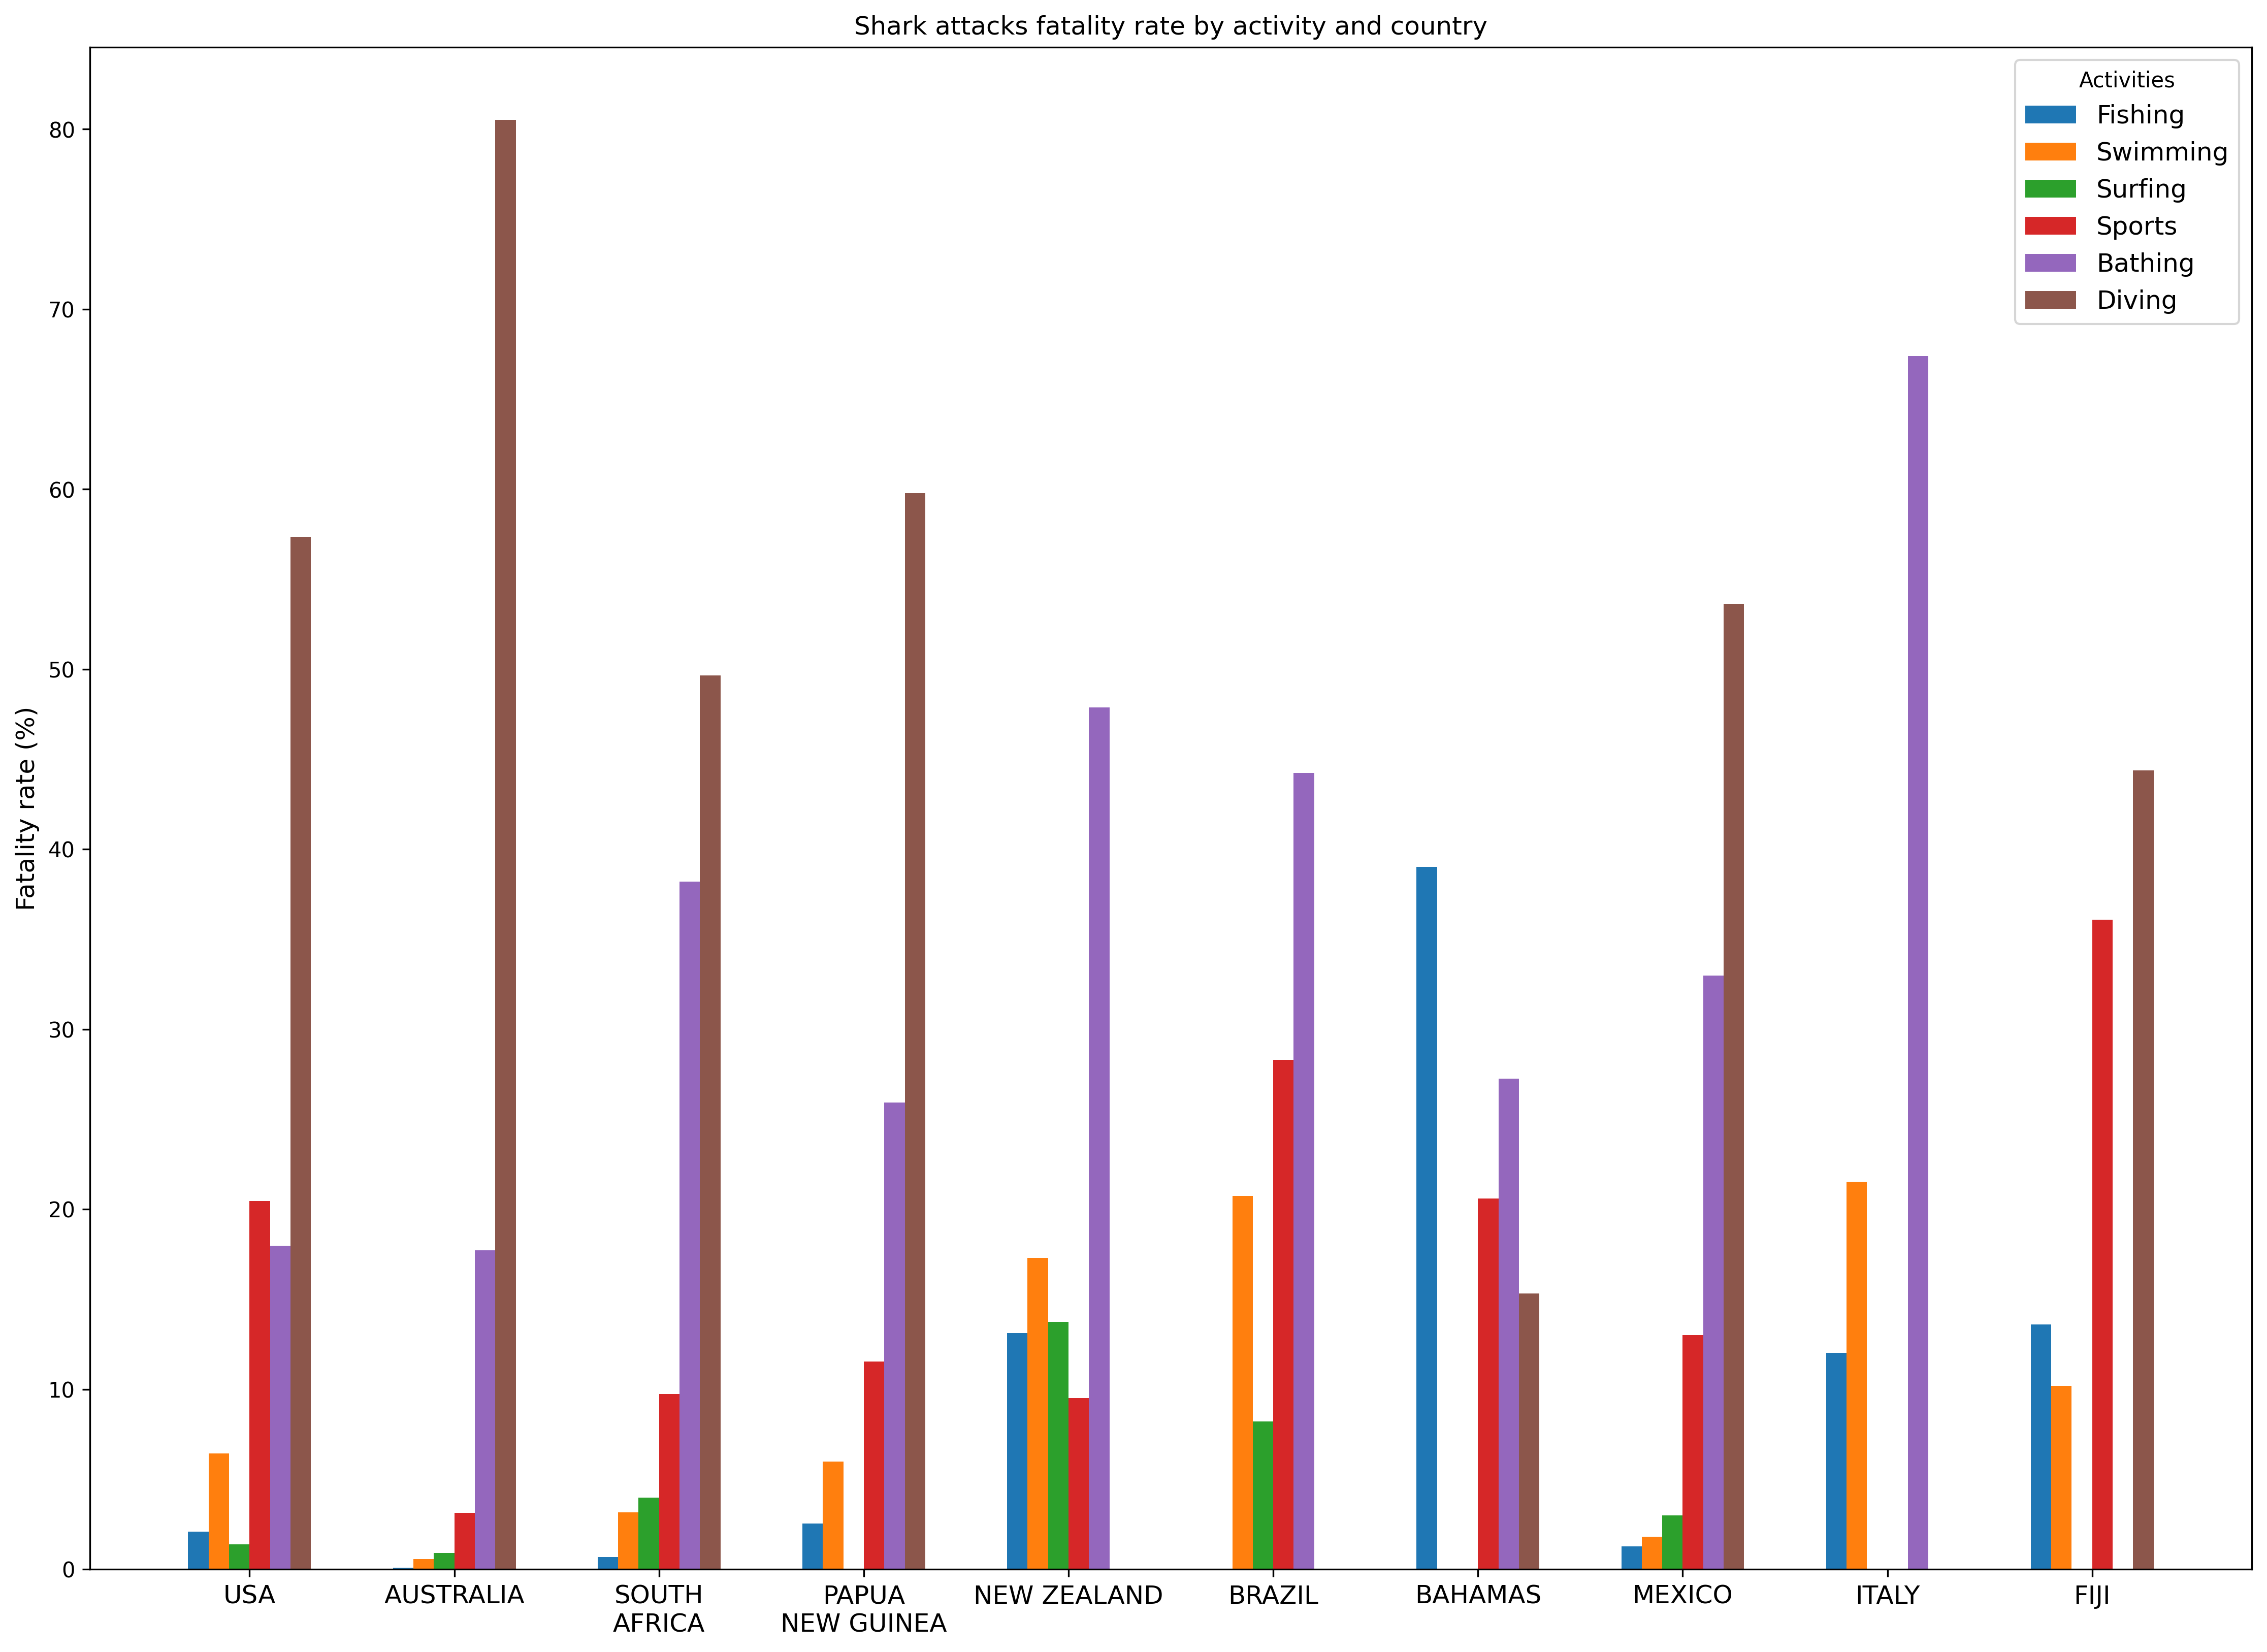 Shark attacks fatality rate by activity and country
Activities
Fishing
Swimming
Surfing
Sports
Bathing
Diving
Fatality rate (%)
80
70
60
50
40
30
20
10
0
USA
AUSTRALIA
SOUTH
AFRICA
PAPUA
NEW GUINEA
NEW ZEALAND
BRAZIL
BAHAMAS
MEXICO
ITALY
FIJI